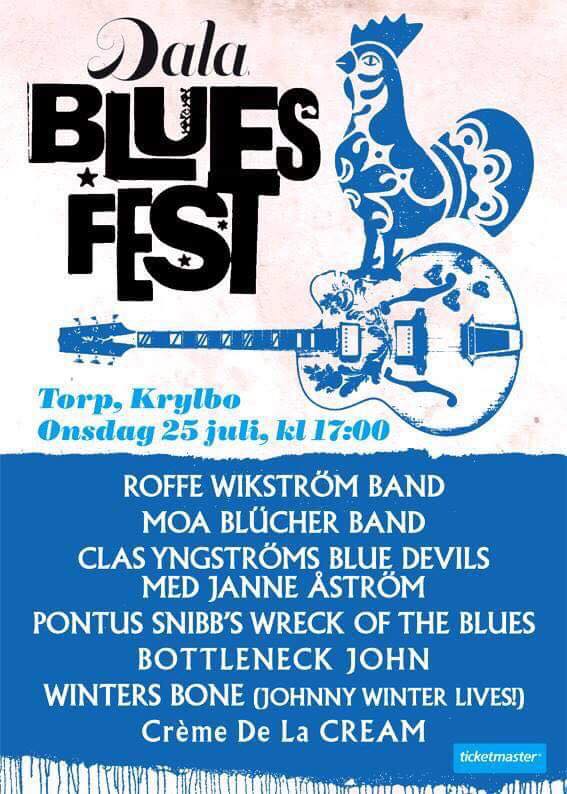 Dala
BLUES
FEST
Torp, Krylbo
Onsdag 25 juli, kl 17:00
ROFFE WIKSTRÖM BAND
MOA BLÜCHER BAND
CLAS YNGSTRÖMS BLUE DEVILS
MED JANNE ÅSTRÖM
PONTUS SNIBB'S WRECK OF THE BLUES
BOTTLENECK JOHN
WINTERS BONE (JOHNNY WINTER LIVES!)
Crème De La CREAM
ticketmaster